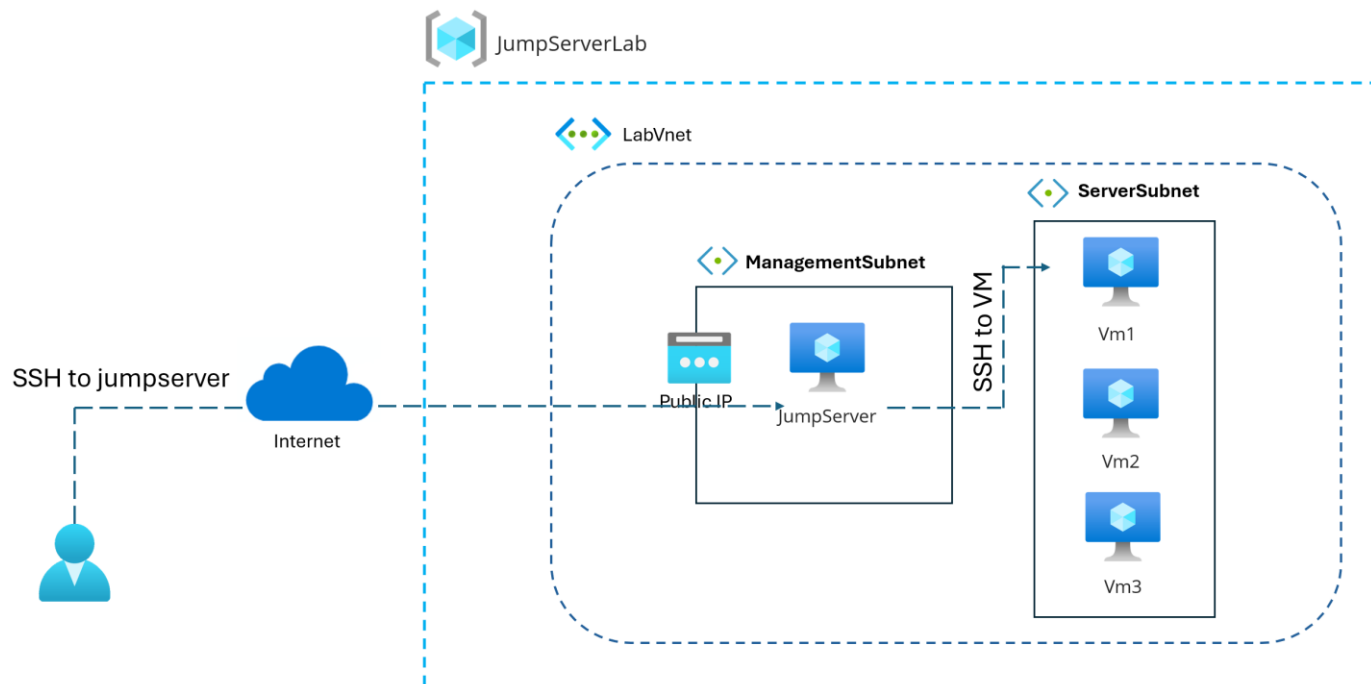 JumpServerLab
LabVnet
ServerSubnet
ManagementSubnet
SSH to VM
Vm1
SSH to jumpserver
Public IP
JumpServer
Internet
Vm2
Vm3